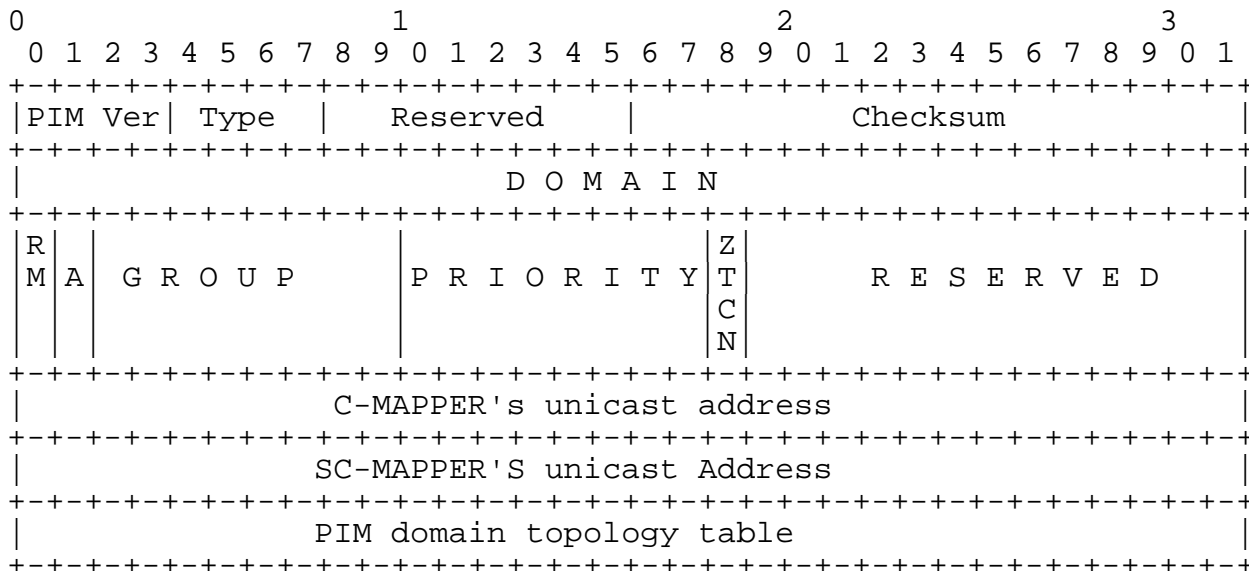 0                   1                   2                   3
 0 1 2 3 4 5 6 7 8 9 0 1 2 3 4 5 6 7 8 9 0 1 2 3 4 5 6 7 8 9 0 1
+-+-+-+-+-+-+-+-+-+-+-+-+-+-+-+-+-+-+-+-+-+-+-+-+-+-+-+-+-+-+-+-+
|PIM Ver| Type  |   Reserved    |           Checksum            |
+-+-+-+-+-+-+-+-+-+-+-+-+-+-+-+-+-+-+-+-+-+-+-+-+-+-+-+-+-+-+-+-+
|                         D O M A I N                           |
+-+-+-+-+-+-+-+-+-+-+-+-+-+-+-+-+-+-+-+-+-+-+-+-+-+-+-+-+-+-+-+-+
|R| |               |               |Z|                         |
|M|A| G R O U P     |P R I O R I T Y|T|      R E S E R V E D    |
| | |               |               |C|                         |
| | |               |               |N|                         |
+-+-+-+-+-+-+-+-+-+-+-+-+-+-+-+-+-+-+-+-+-+-+-+-+-+-+-+-+-+-+-+-+
|                C-MAPPER's unicast address                     |
+-+-+-+-+-+-+-+-+-+-+-+-+-+-+-+-+-+-+-+-+-+-+-+-+-+-+-+-+-+-+-+-+
|               SC-MAPPER'S unicast Address                     |
+-+-+-+-+-+-+-+-+-+-+-+-+-+-+-+-+-+-+-+-+-+-+-+-+-+-+-+-+-+-+-+-+
|               PIM domain topology table                       |
+-+-+-+-+-+-+-+-+-+-+-+-+-+-+-+-+-+-+-+-+-+-+-+-+-+-+-+-+-+-+-+-+